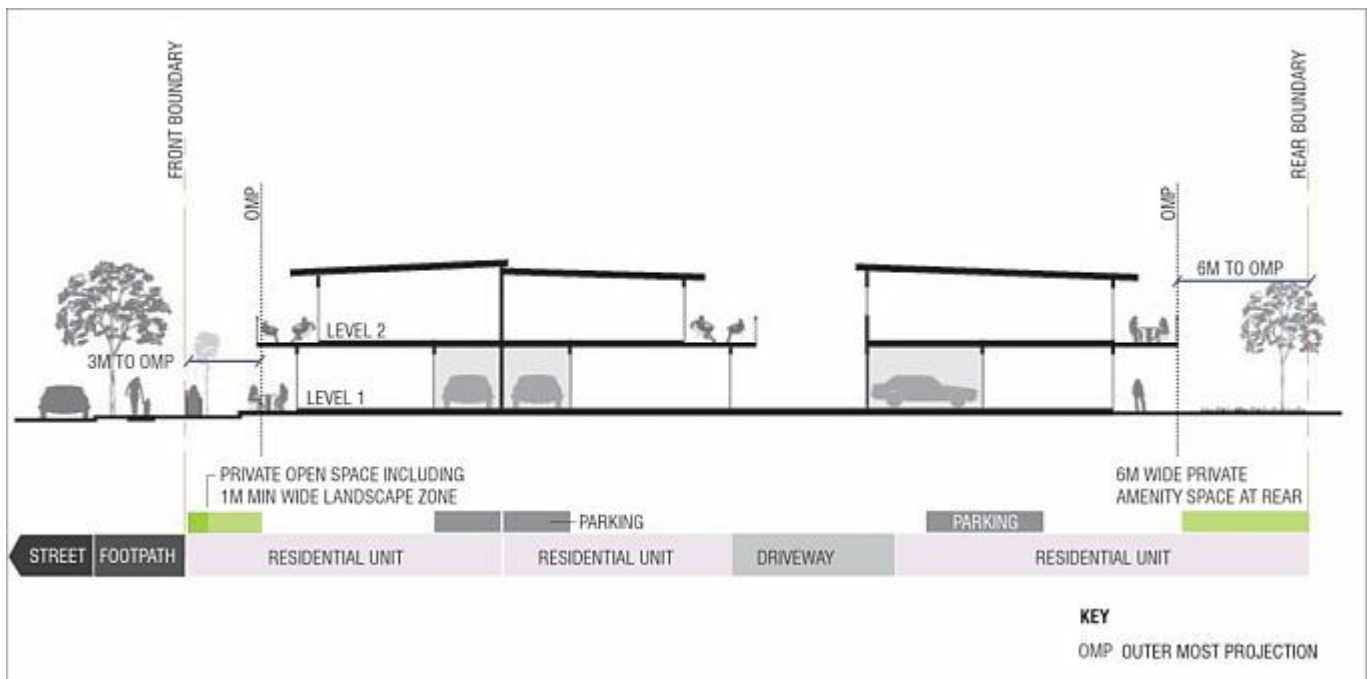 FRONT BOUNDARY
OMP
OMP
REAR BOUNDARY
6M TO OMP
LEVEL 2
3M TO OMP
LEVEL 1
PRIVATE OPEN SPACE INCLUDING
1M MIN WIDE LANDSCAPE ZONE
6M WIDE PRIVATE
AMENITY SPACE AT REAR
PARKING
PARKING
STREET
FOOTPATH
RESIDENTIAL UNIT
RESIDENTIAL UNIT
DRIVEWAY
RESIDENTIAL UNIT
KEY
OMP OUTER MOST PROJECTION